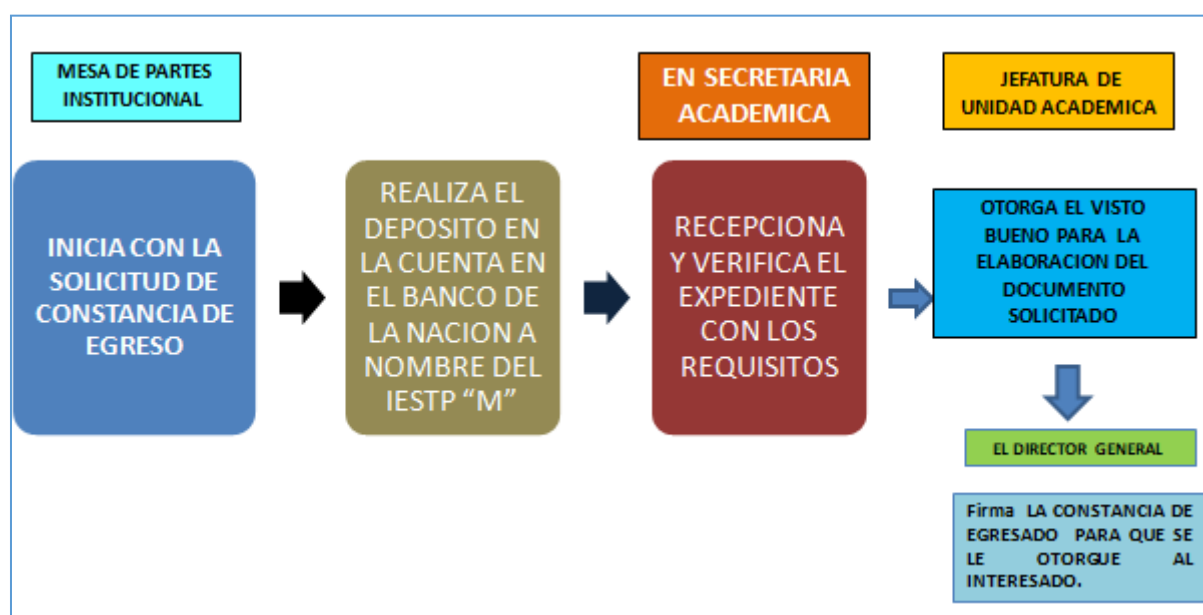 MESA DE PARTES
INSTITUCIONAL
EN SECRETARIA
ACADEMICA
JEFATURA DE
UNIDAD ACADEMICA
INICIA CON LA
SOLICITUD DE
CONSTANCIA DE
EGRESO
REALIZA EL
DEPOSITO EN
LA CUENTA EN
EL BANCO DE
LA NACION A
NOMBRE DEL
IESTP “M”
RECEPCIONA
Y VERIFICA EL
EXPEDIENTE
CON LOS
REQUISITOS
OTORGA EL VISTO
BUENO PARA LA
ELABORACION DEL
DOCUMENTO
SOLICITADO
EL DIRECTOR GENERAL
Firma LA CONSTANCIA DE
EGRESADO PARA QUE SE
LE OTORGUE AL
INTERESADO.